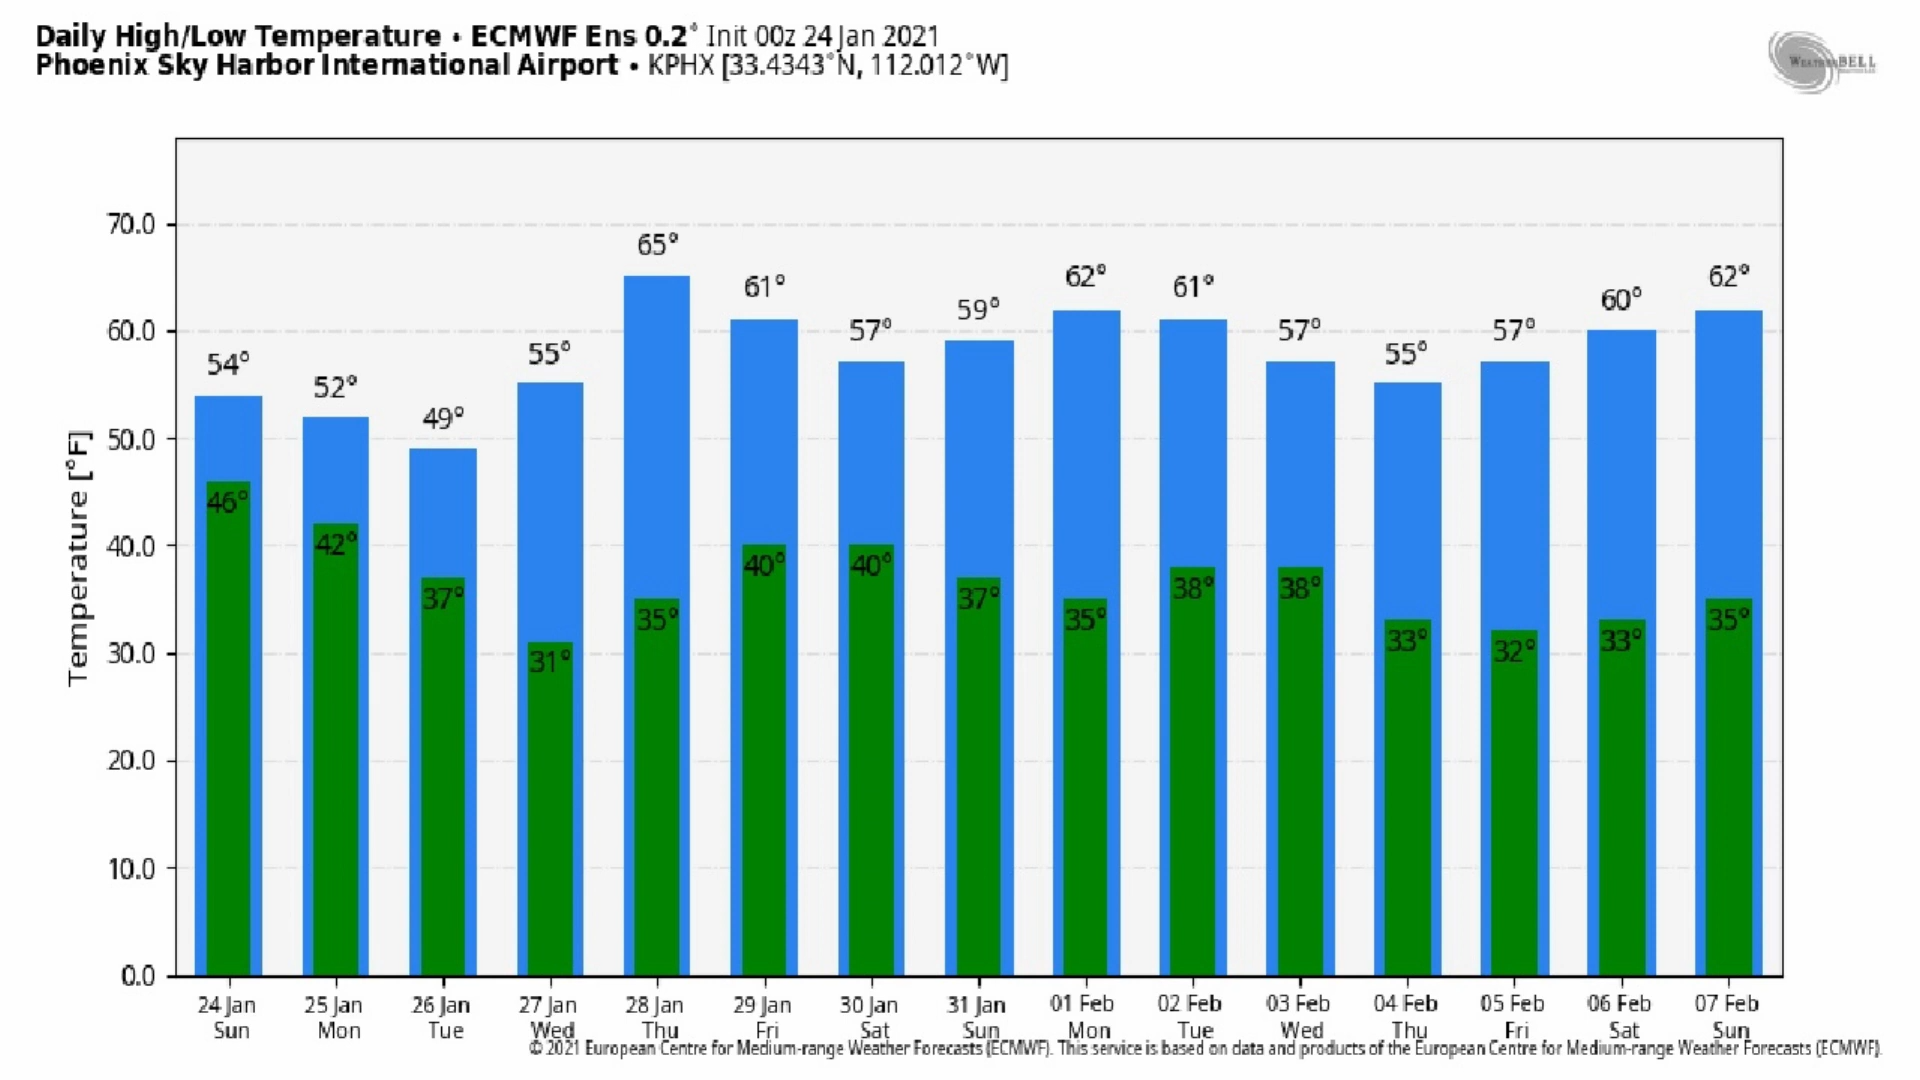 Daily High/Low Temperature • ECMWF Ens 0.2° Init 00z 24 Jan 2021
Phoenix Sky Harbor International Airport • KPHX [33.4343°N, 112.012°W]
WeatherBELL
Temperature [°F]
70.0
60.0
50.0
40.0
30.0
20.0
10.0
0.0
54° 52° 49° 55° 65° 61° 57° 59° 62° 61° 57° 55° 57° 60° 62°
46° 42° 37° 31° 35° 40° 40° 37° 35° 38° 38° 33° 32° 33° 35°
24 Jan 25 Jan 26 Jan 27 Jan 28 Jan 29 Jan 30 Jan 31 Jan 01 Feb 02 Feb 03 Feb 04 Feb 05 Feb 06 Feb 07 Feb
Sun Mon Tue Wed Thu Fri Sat Sun Mon Tue Wed Thu Fri Sat Sun
© 2021 European Centre for Medium-range Weather Forecasts (ECMWF). This service is based on data and products of the European Centre for Medium-range Weather Forecasts (ECMWF).